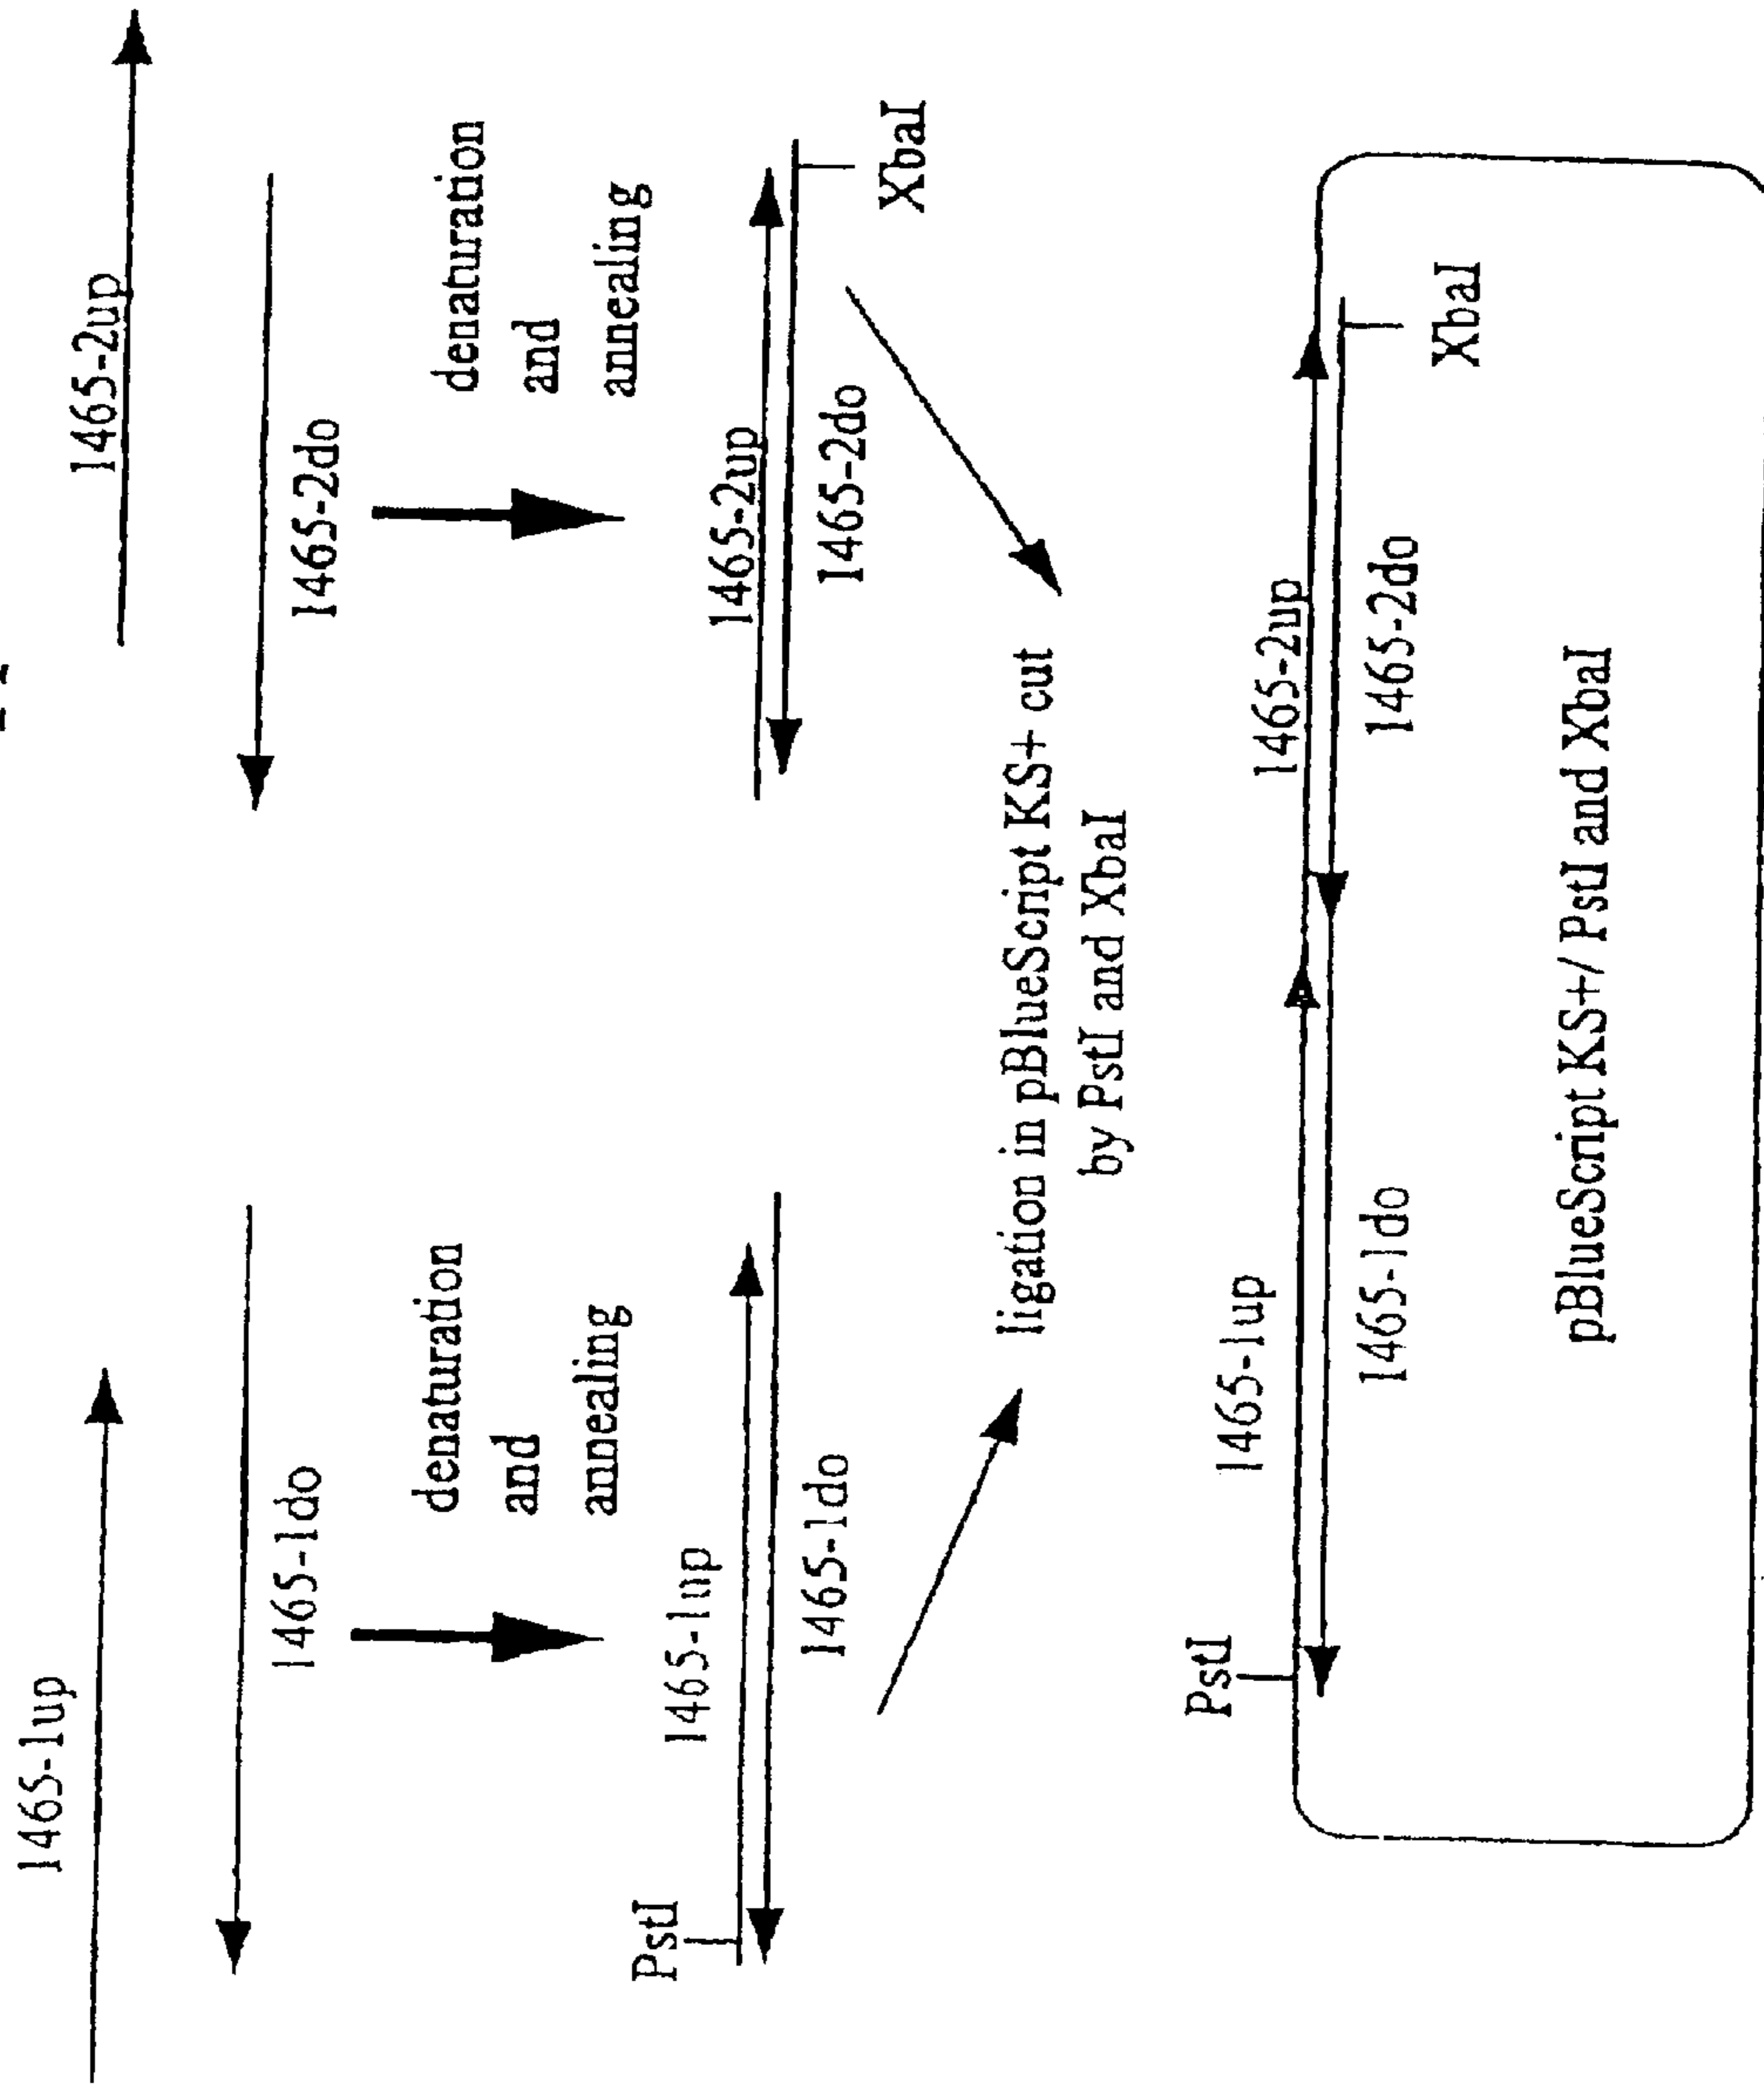 1465-1up
1465-2up
1465-1do
1465-2do
denaturation
and
annealing
denaturation
and
annealing
PstI
1465-1up
1465-1do
1465-2up
1465-2do
XbaI
ligation in pBlueScript KS+ cut
by PstI and XbaI
PstI
1465-1up
1465-1do
1465-2up
1465-2do
XbaI
pBlueScript KS+/ PstI and XbaI